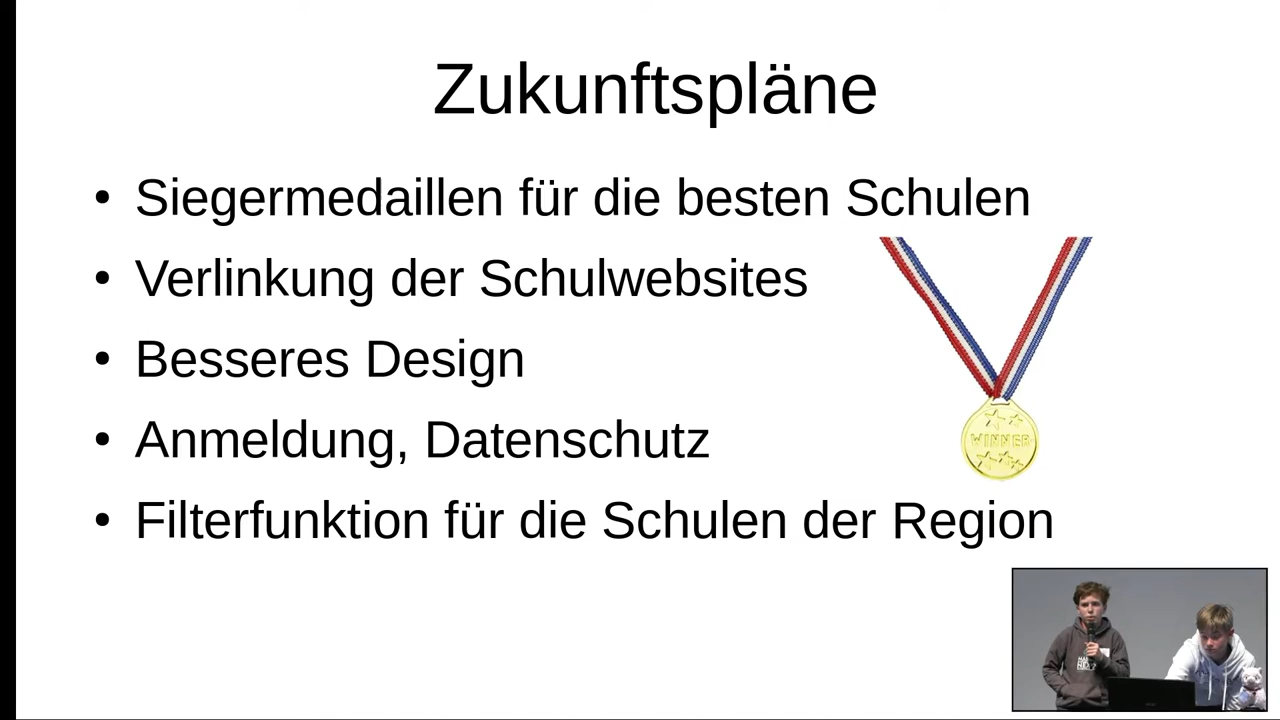 Zukunftspläne
• Siegermedaillen für die besten Schulen
• Verlinkung der Schulwebsites
• Besseres Design
• Anmeldung, Datenschutz
• Filterfunktion für die Schulen der Region
WINNER